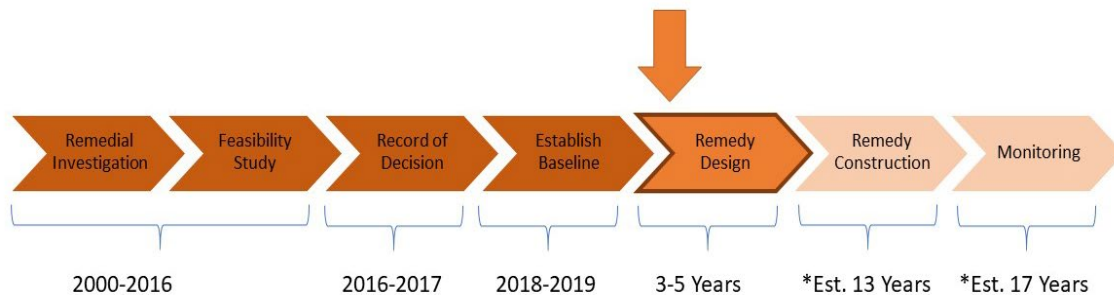 Remedial
Investigation
Feasibility
Study
Record of
Decision
Establish
Baseline
Remedy
Design
Remedy
Construction
Monitoring
2000-2016
2016-2017
2018-2019
3-5 Years
*Est. 13 Years
*Est. 17 Years